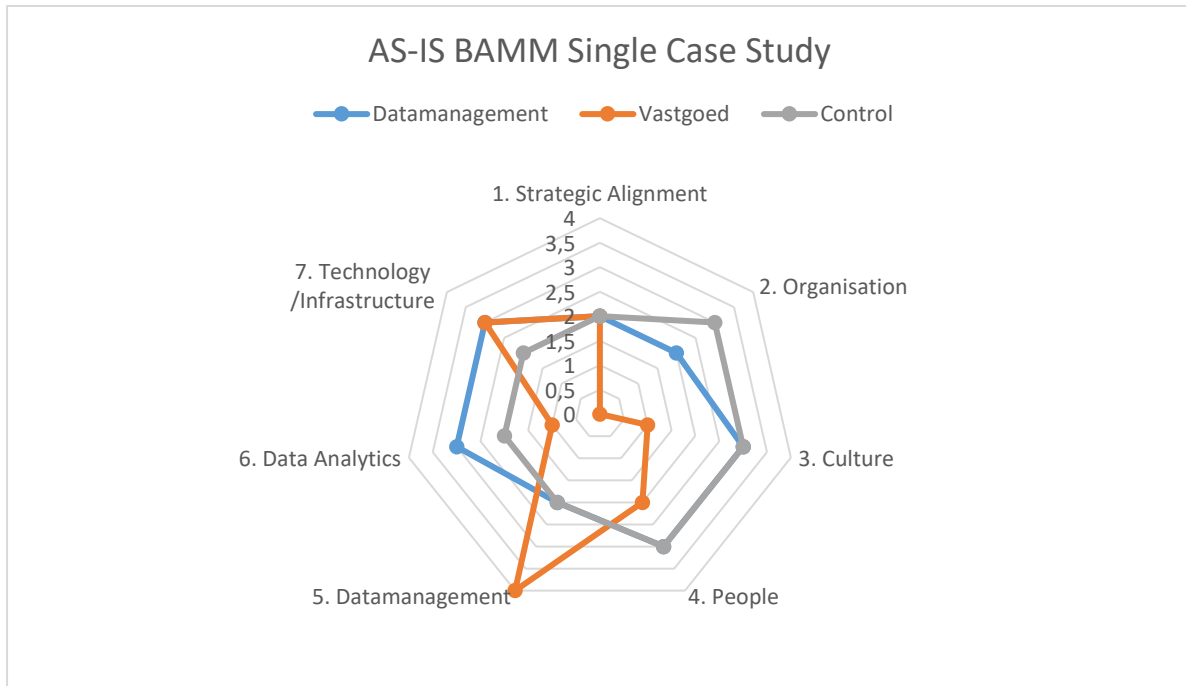 AS-IS BAMM Single Case Study
Datamanagement Vastgoed Control
1. Strategic Alignment
4
3,5
3
2,5
2
1,5
1
0,5
0
2. Organisation
3. Culture
4. People
5. Datamanagement
6. Data Analytics
7. Technology
/Infrastructure